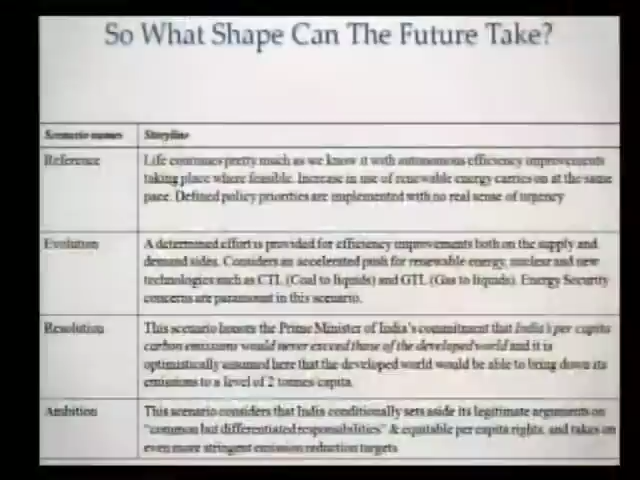 So What Shape Can The Future Take?
Scenario names Storyline
Reference Life continues pretty much as we know it with autonomous efficiency improvements
taking place where feasible. Increase in use of renewable energy carries on at the same
pace. Defined policy priorities are implemented with no real sense of urgency
Evolution A determined effort is provided for efficiency improvements both on the supply and
demand sides. Considers an accelerated push for renewable energy, nuclear and new
technologies such as CTL (Coal to liquids) and GTL (Gas to liquids). Energy Security
concerns are paramount in this scenario.
Resolution This scenario honors the Prime Minister of India's commitment that India's per capita
carbon emissions would never exceed those of the developed world and it is
optimistically assumed here that the developed world would be able to bring down its
emissions to a level of 2 tonnes/capita.
Ambition This scenario considers that India conditionally sets aside its legitimate arguments on
"common but differentiated responsibilities" & equitable per capita rights, and takes on
even more stringent emission reduction targets